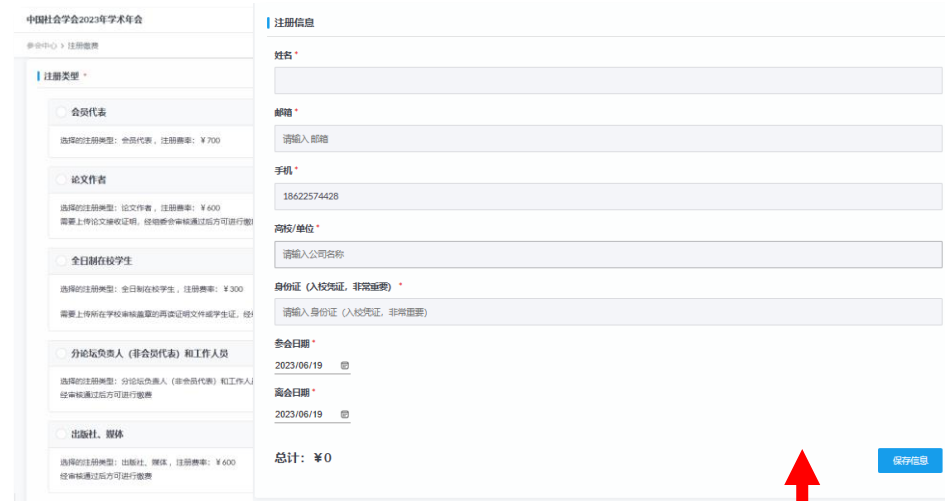 中国社会学会2023年学术年会
参会中心 > 注册缴费
注册类型 *
会员代表
选择的注册类型：会员代表，注册费率：￥700
论文作者
选择的注册类型：论文作者，注册费率：￥600
需要上传论文接收证明，经组委会审核通过后方可进行缴
全日制在校学生
选择的注册类型：全日制在校学生，注册费率：￥300
需要上传所在学校审核盖章的再读证明文件或学生证，经
分论坛负责人（非会员代表）和工作人员
选择的注册类型：分论坛负责人（非会员代表）和工作人
经审核通过后方可进行缴费
出版社、媒体
选择的注册类型：出版社、媒体，注册费率：￥600
经审核通过后方可进行缴费
注册信息
姓名 *
邮箱 *
请输入 邮箱
手机 *
18622574428
高校/单位 *
请输入公司名称
身份证（入校凭证，非常重要） *
请输入 身份证（入校凭证，非常重要）
参会日期 *
2023/06/19
离会日期 *
2023/06/19
总计：￥0
保存信息